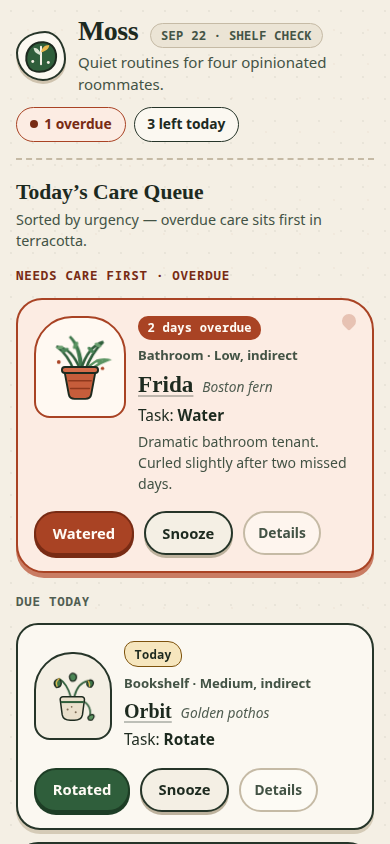 Moss
SEP 22 · SHELF CHECK
Quiet routines for four opinionated
roommates.
1 overdue
3 left today
Today’s Care Queue
Sorted by urgency — overdue care sits first in
terracotta.
NEEDS CARE FIRST · OVERDUE
2 days overdue
Bathroom · Low, indirect
Frida Boston fern
Task: Water
Dramatic bathroom tenant.
Curled slightly after two missed
days.
Watered
Snooze
Details
DUE TODAY
Today
Bookshelf · Medium, indirect
Orbit Golden pothos
Task: Rotate
Rotated
Snooze
Details